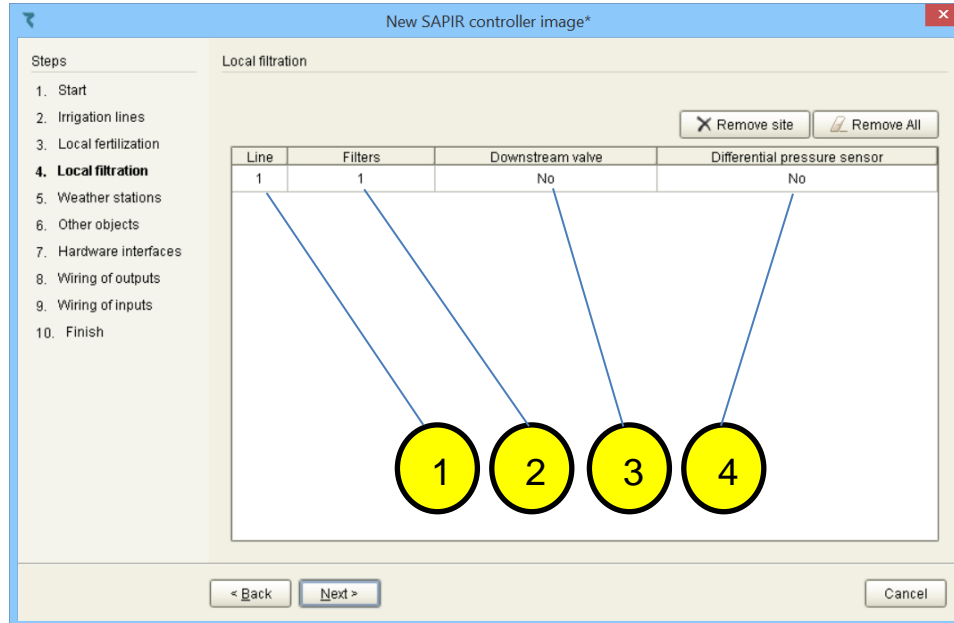 New SAPIR controller image*
Steps
1. Start
2. Irrigation lines
3. Local fertilization
4. Local filtration
5. Weather stations
6. Other objects
7. Hardware interfaces
8. Wiring of outputs
9. Wiring of inputs
10. Finish
Local filtration
Remove site Remove All
Line Filters Downstream valve Differential pressure sensor
1 1 No No
1 2 3 4
< Back Next > Cancel